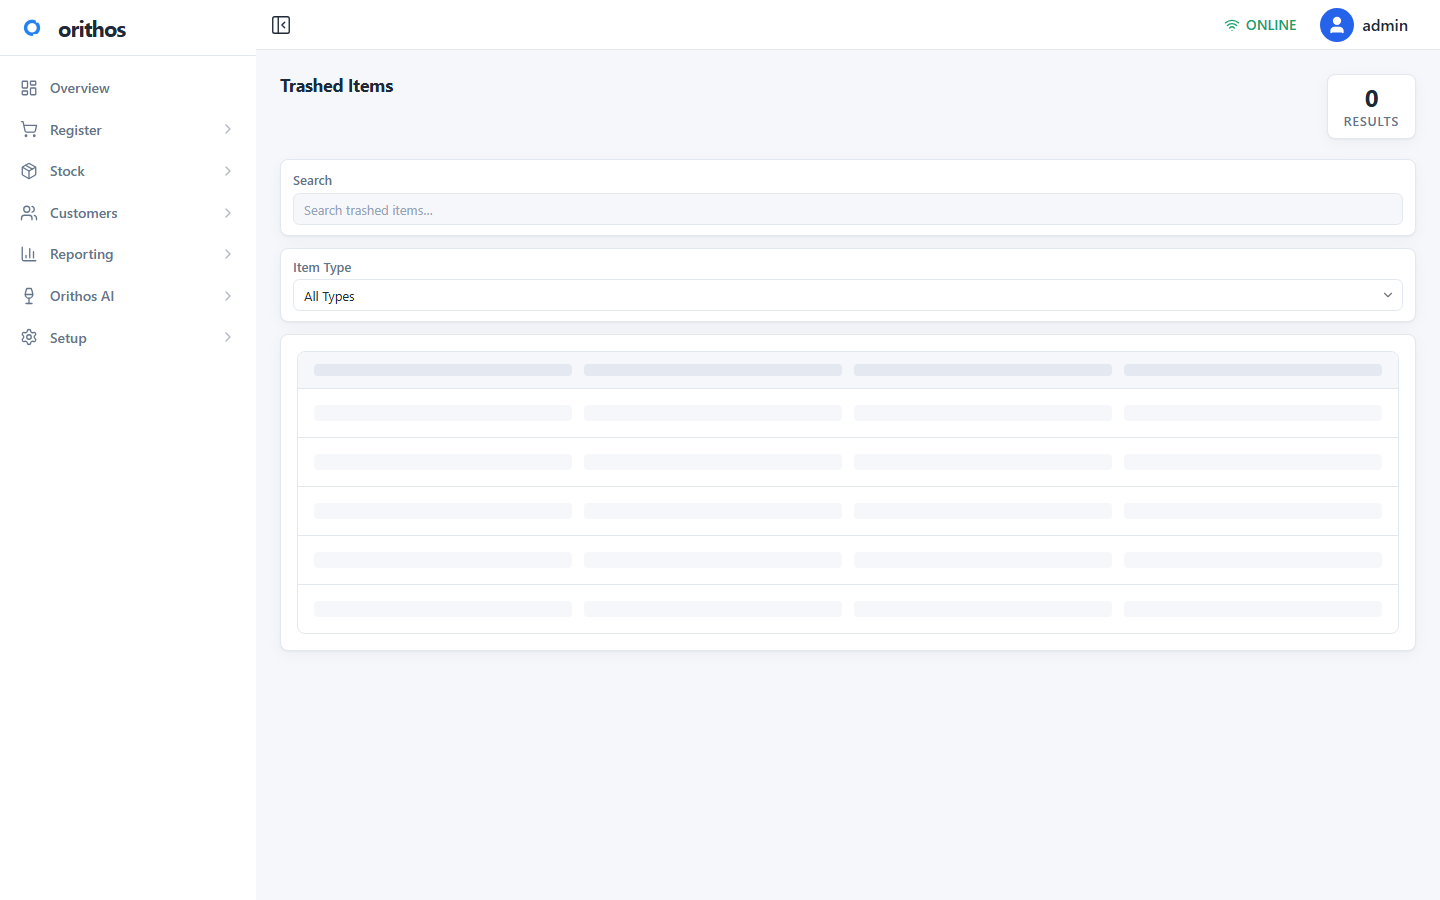 orithos
ONLINE
admin
Overview
Register
Stock
Customers
Reporting
Orithos AI
Setup
Trashed Items
0
RESULTS
Search
Search trashed items...
Item Type
All Types